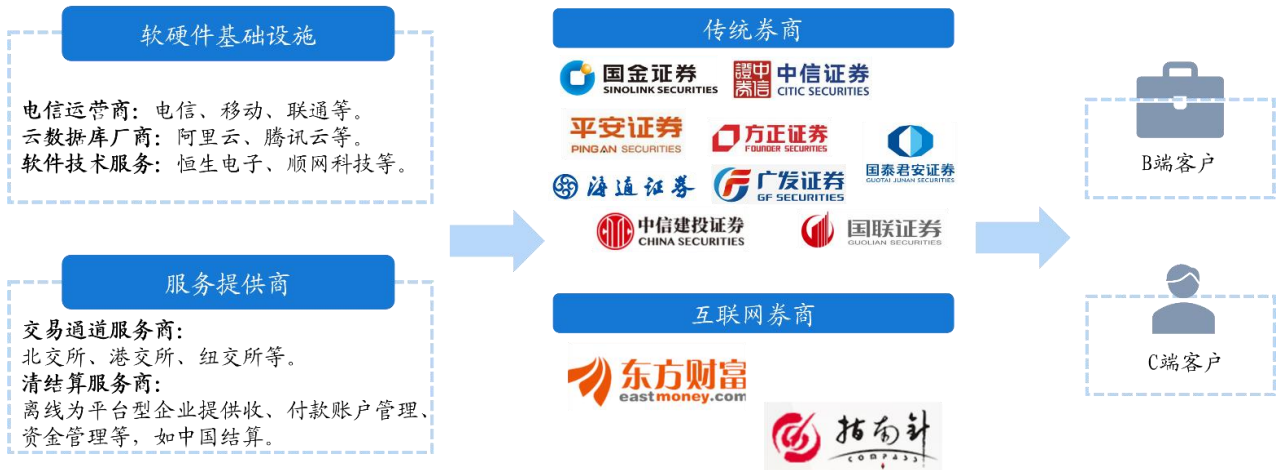 软硬件基础设施
电信运营商：电信、移动、联通等。
云数据库厂商：阿里云、腾讯云等。
软件技术服务：恒生电子、顺网科技等。
服务提供商
交易通道服务商：
北交所、港交所、纽交所等。
清结算服务商：
离线为平台型企业提供收、付款账户管理、
资金管理等，如中国结算。
传统券商
国金证券
SINOLINK SECURITIES
證中
券信
中信证券
CITIC SECURITIES
平安证券
PINGAN SECURITIES
方正证券
FOUNDER SECURITIES
国泰君安证券
GUOTAI JUNAN SECURITIES
海通证券
广发证券
GF SECURITIES
中信建投证券
CHINA SECURITIES
国联证券
GUOLIAN SECURITIES
互联网券商
东方财富
eastmoney.com
指南针
COMPASS
B端客户
C端客户